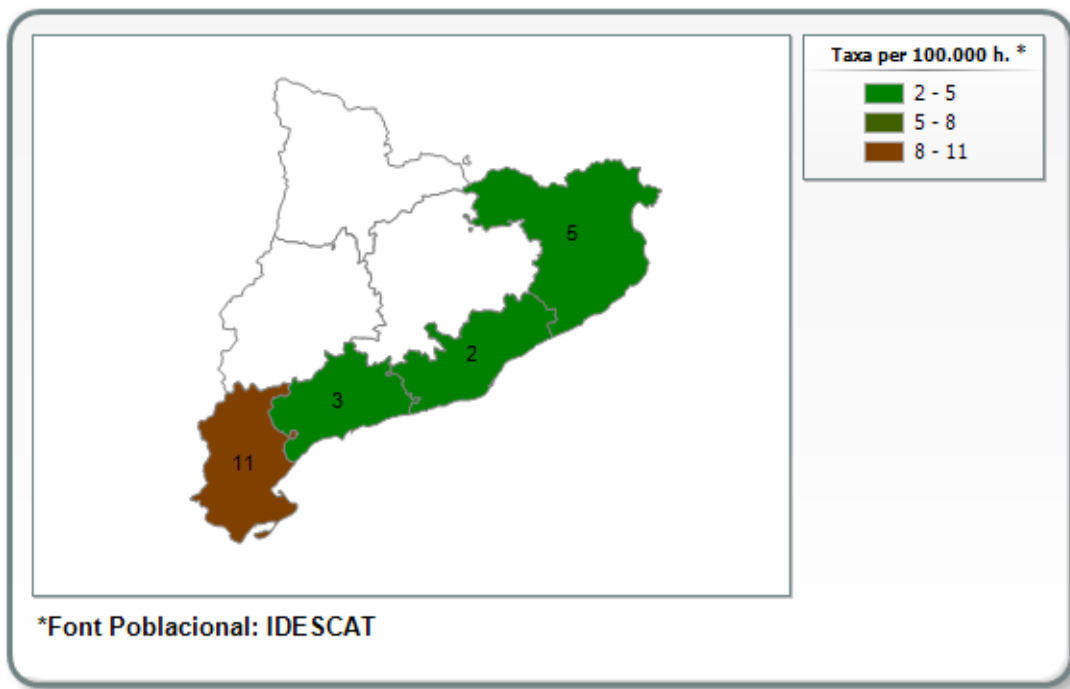 Taxa per 100.000 h. *
2 - 5
5 - 8
8 - 11
5
2
3
11
*Font Poblacional: IDESCAT